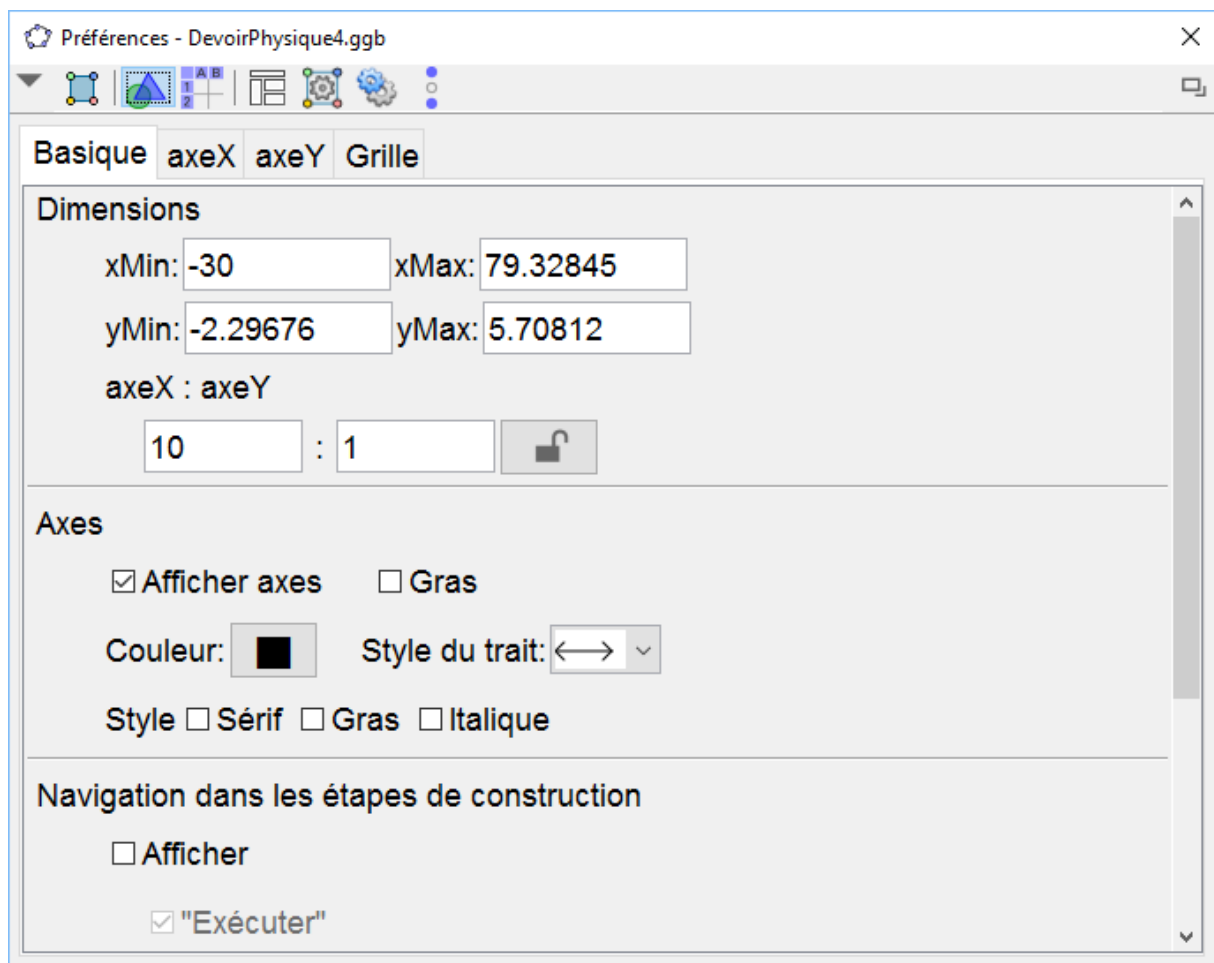 Préférences - DevoirPhysique4.ggb
A B
1
2
Basique axeX axeY Grille
Dimensions
xMin: -30 xMax: 79.32845
yMin: -2.29676 yMax: 5.70812
axeX : axeY
10 : 1
Axes
Afficher axes Gras
Couleur: Style du trait:
Style Sérif Gras Italique
Navigation dans les étapes de construction
Afficher
"Exécuter"